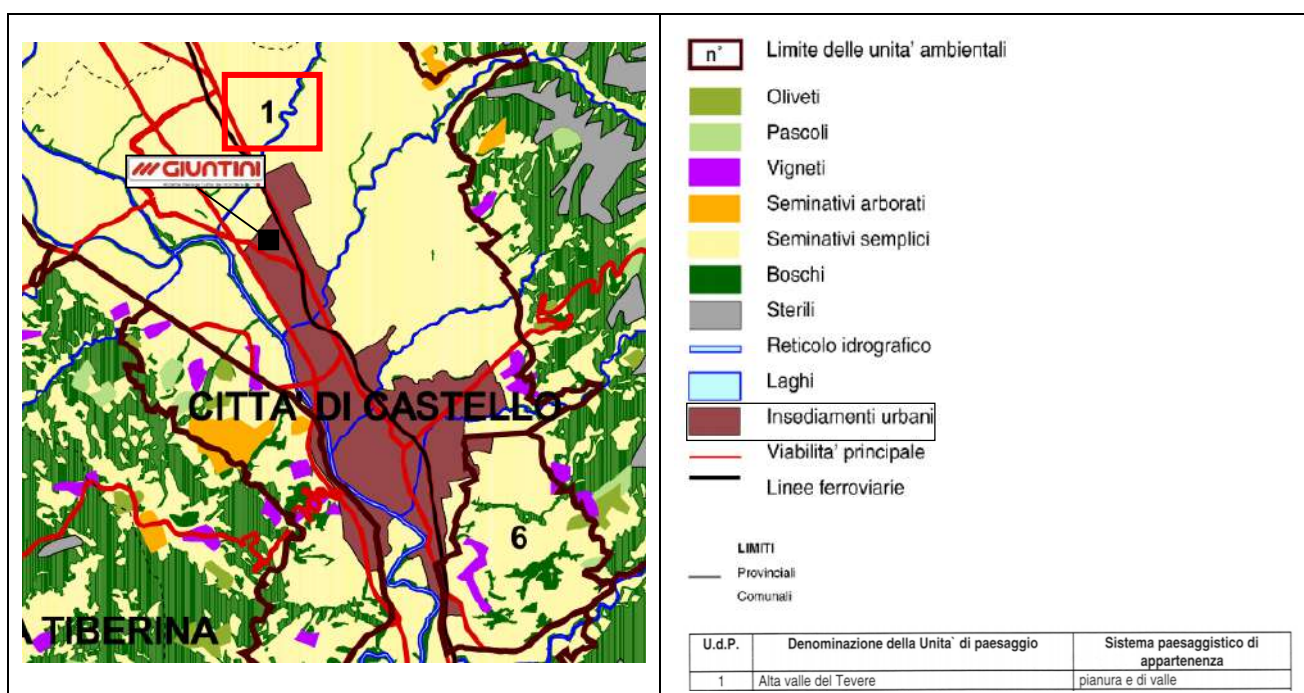 1
GIUNTINI
CITTA' DI CASTELLO
6
TIBERINA
n°
Limite delle unita' ambientali
Oliveti
Pascoli
Vigneti
Seminativi arborati
Seminativi semplici
Boschi
Sterili
Reticolo idrografico
Laghi
Insediamenti urbani
Viabilita' principale
Linee ferroviarie
LIMITI
Provinciali
Comunali
U.d.P. Denominazione della Unita` di paesaggio Sistema paesaggistico di
appartenenza
1 Alta valle del Tevere pianura e di valle